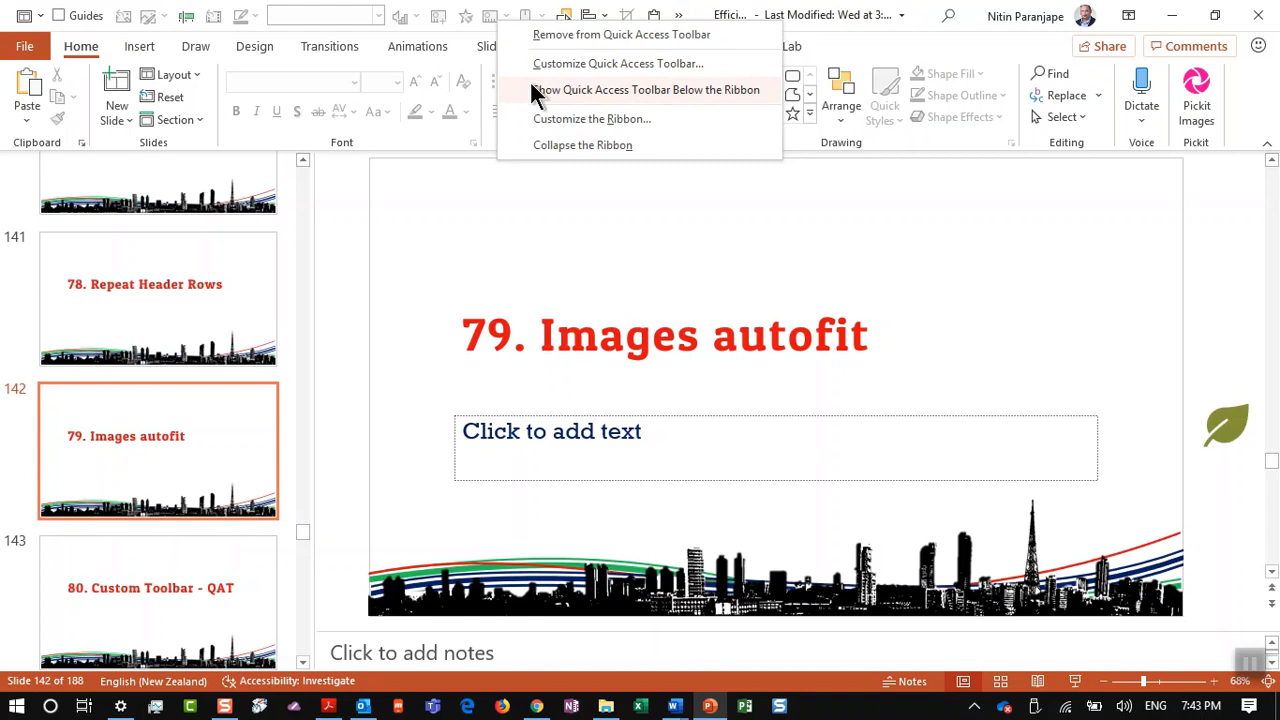 Guides
Effici... - Last Modified: Wed at 3:...
Nitin Paranjape
File
Home
Insert
Draw
Design
Transitions
Animations
Slid
Lab
Share
Comments
Remove from Quick Access Toolbar
Customize Quick Access Toolbar...
Show Quick Access Toolbar Below the Ribbon
Customize the Ribbon...
Collapse the Ribbon
Paste
Clipboard
New
Slide
Layout
Reset
Section
Slides
B I U S ab AV Aa A
Font
Arrange
Quick
Styles
Shape Fill
Shape Outline
Shape Effects
Drawing
Find
Replace
Select
Editing
Dictate
Voice
Pickit
Images
Pickit
141
78. Repeat Header Rows
142
79. Images autofit
143
80. Custom Toolbar - QAT
79. Images autofit
Click to add text
Click to add notes
Slide 142 of 188
English (New Zealand)
Accessibility: Investigate
Notes
68%
7:43 PM